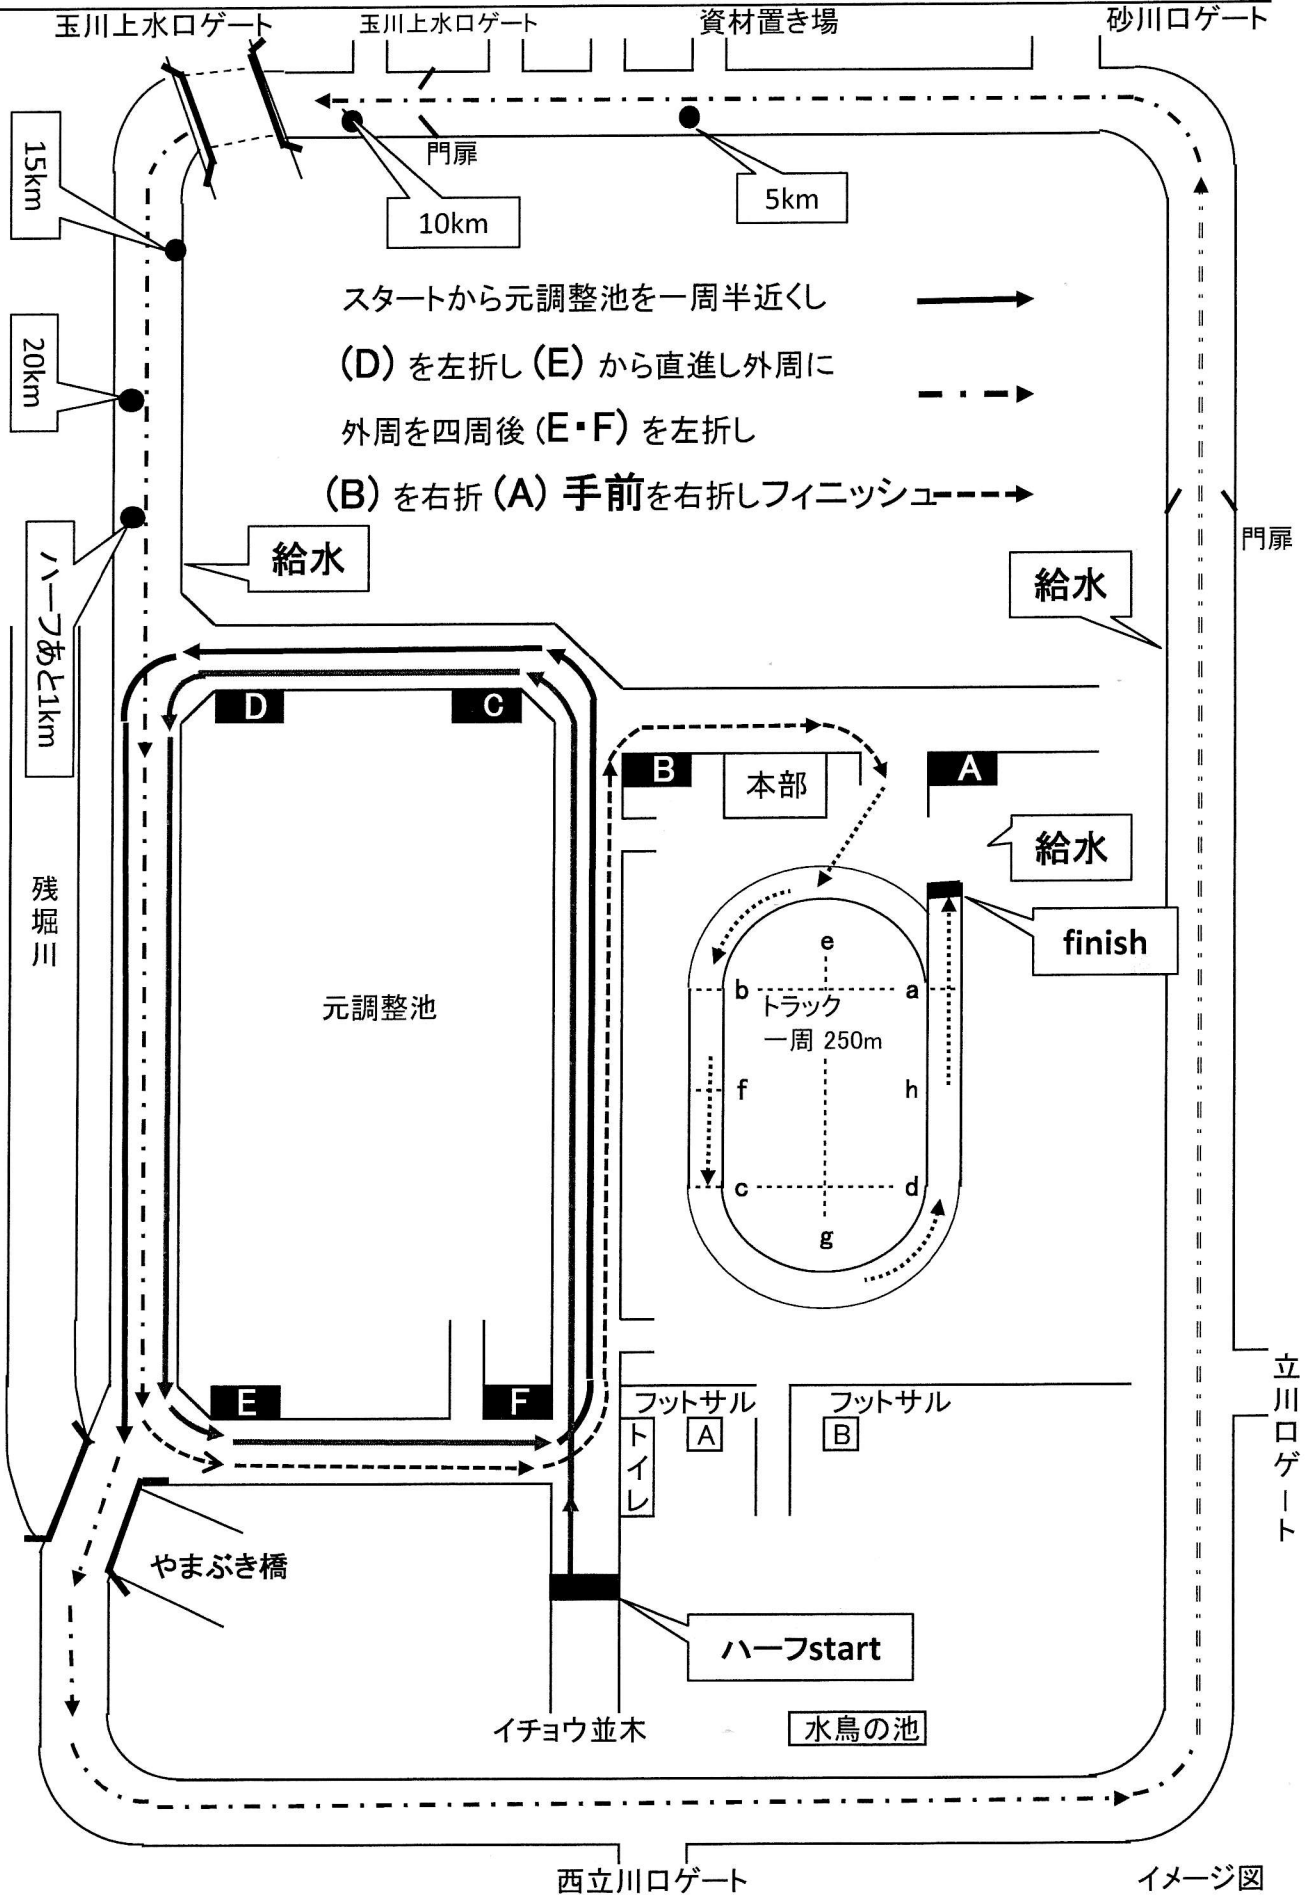 玉川上水口ゲート
玉川上水口ゲート
資材置き場
砂川口ゲート
門扉
15km
10km
5km
スタートから元調整池を一周半近くし
(D) を左折し (E) から直進し外周に
外周を四周後 (E・F) を左折し
(B) を右折 (A) 手前を右折しフィニッシュ
20km
ハーフあと1km
給水
給水
門扉
D
C
B
本部
A
給水
finish
残堀川
元調整池
e
b
a
トラック
一周 250m
f
h
c
d
g
E
F
フットサル
A
フットサル
B
トイレ
立川口ゲート
やまぶき橋
ハーフstart
イチョウ並木
水鳥の池
西立川口ゲート
イメージ図